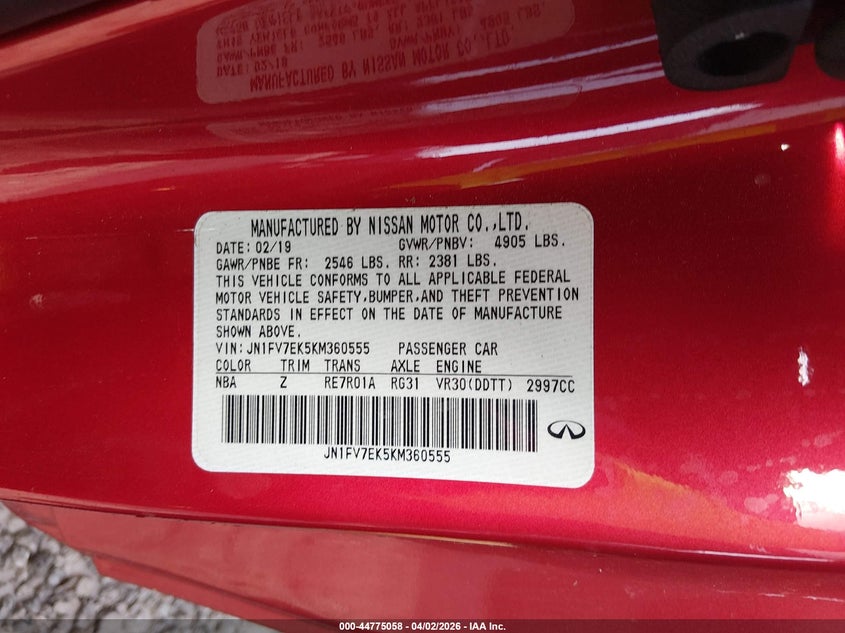 MANUFACTURED BY NISSAN MOTOR CO.,LTD.
DATE: 02/19 GVWR/PNBV: 4905 LBS.
GAWR/PNBE FR: 2546 LBS. RR: 2381 LBS.
THIS VEHICLE CONFORMS TO ALL APPLICABLE FEDERAL
MOTOR VEHICLE SAFETY,BUMPER,AND THEFT PREVENTION
STANDARDS IN EFFECT ON THE DATE OF MANUFACTURE
SHOWN ABOVE.
VIN:JN1FV7EK5KM360555 PASSENGER CAR
COLOR TRIM TRANS AXLE ENGINE
NBA Z RE7R01A RG31 VR30(DDTT) 2997CC
JN1FV7EK5KM360555
000-44775058 - 04/02/2026 - IAA Inc.